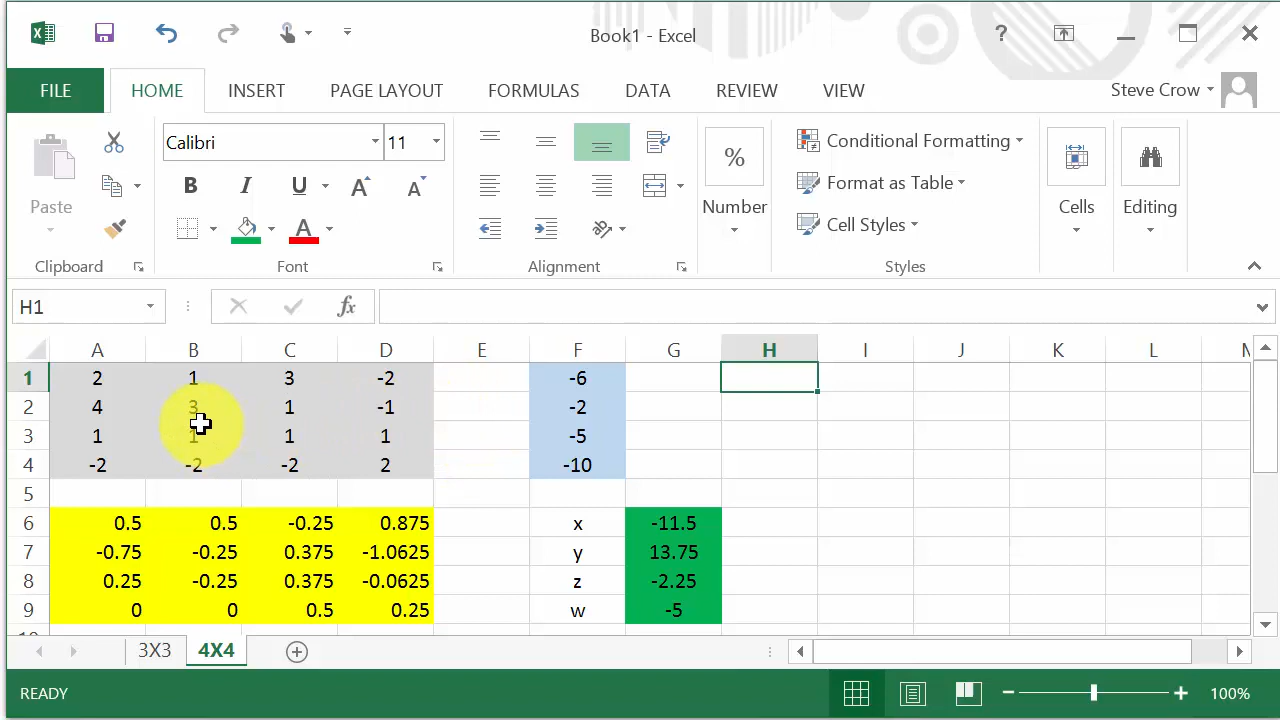 Book1 - Excel
?
FILE HOME INSERT PAGE LAYOUT FORMULAS DATA REVIEW VIEW Steve Crow
Calibri 11
Paste
B I U A A
A
%
Number
Conditional Formatting
Format as Table
Cell Styles
Cells
Editing
Clipboard Font Alignment Styles
H1 fx
A B C D E F G H I J K L
1 2 1 3 -2 -6
2 4 3 1 -1 -2
3 1 1 1 1 -5
4 -2 -2 -2 2 -10
5
6 0.5 0.5 -0.25 0.875 x -11.5
7 -0.75 -0.25 0.375 -1.0625 y 13.75
8 0.25 -0.25 0.375 -0.0625 z -2.25
9 0 0 0.5 0.25 w -5
3X3 4X4
READY 100%